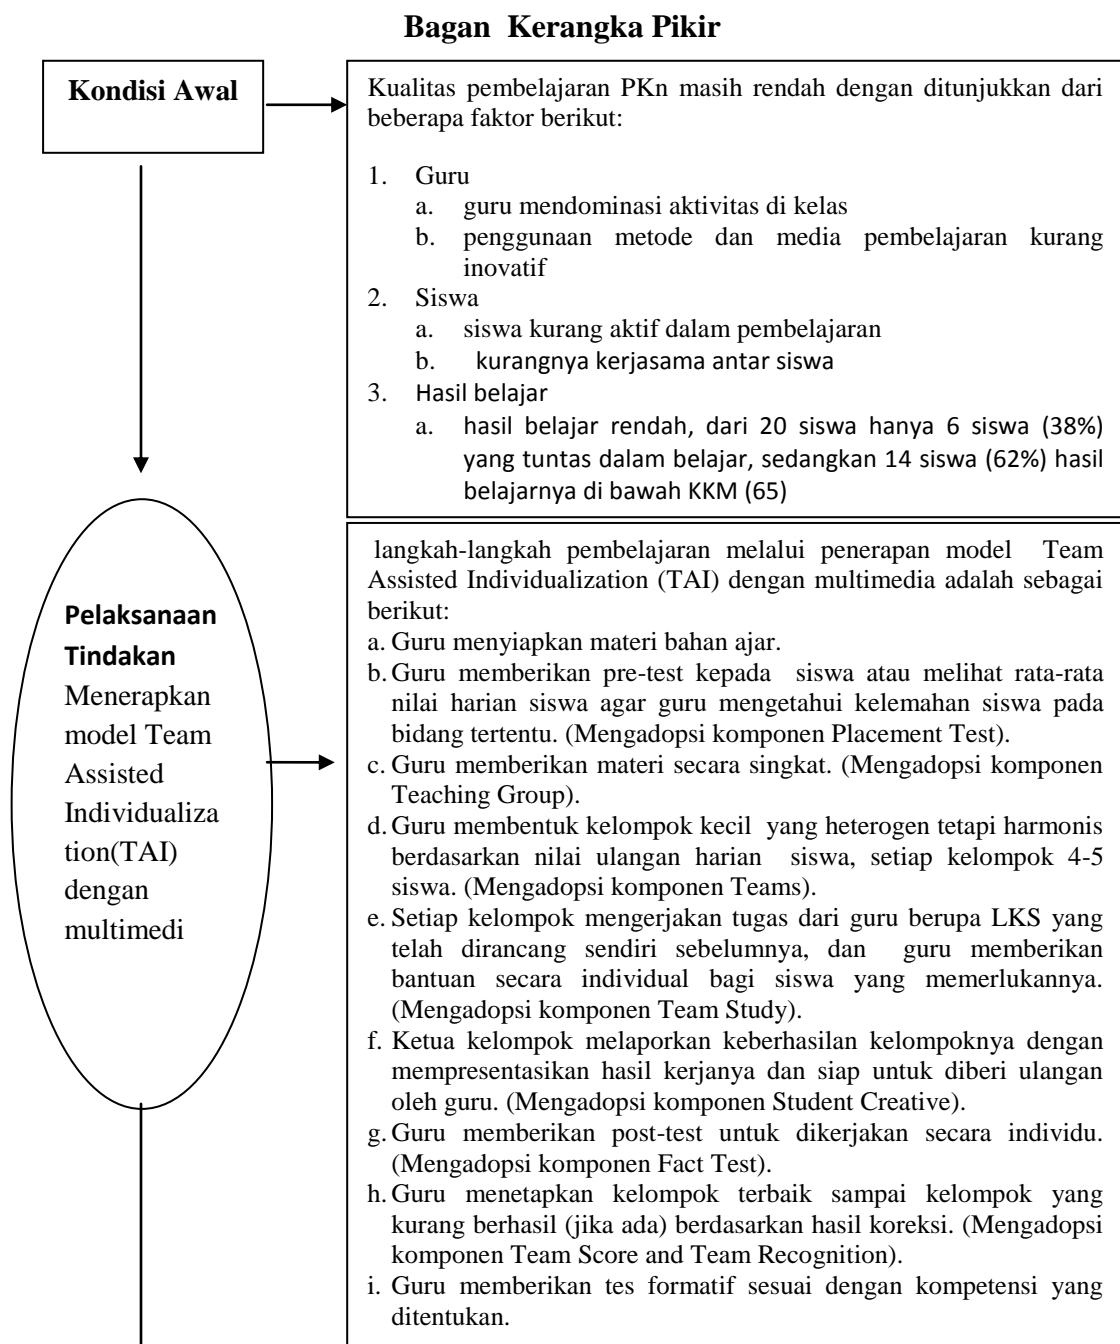 Bagan Kerangka Pikir
Kondisi Awal
Kualitas pembelajaran PKn masih rendah dengan ditunjukkan dari
beberapa faktor berikut:
1. Guru
a. guru mendominasi aktivitas di kelas
b. penggunaan metode dan media pembelajaran kurang
inovatif
2. Siswa
a. siswa kurang aktif dalam pembelajaran
b. kurangnya kerjasama antar siswa
3. Hasil belajar
a. hasil belajar rendah, dari 20 siswa hanya 6 siswa (38%)
yang tuntas dalam belajar, sedangkan 14 siswa (62%) hasil
belajarnya di bawah KKM (65)
Pelaksanaan
Tindakan
Menerapkan
model Team
Assisted
Individualiza
tion(TAI)
dengan
multimedi
langkah-langkah pembelajaran melalui penerapan model Team
Assisted Individualization (TAI) dengan multimedia adalah sebagai
berikut:
a. Guru menyiapkan materi bahan ajar.
b. Guru memberikan pre-test kepada siswa atau melihat rata-rata
nilai harian siswa agar guru mengetahui kelemahan siswa pada
bidang tertentu. (Mengadopsi komponen Placement Test).
c. Guru memberikan materi secara singkat. (Mengadopsi komponen
Teaching Group).
d. Guru membentuk kelompok kecil yang heterogen tetapi harmonis
berdasarkan nilai ulangan harian siswa, setiap kelompok 4-5
siswa. (Mengadopsi komponen Teams).
e. Setiap kelompok mengerjakan tugas dari guru berupa LKS yang
telah dirancang sendiri sebelumnya, dan guru memberikan
bantuan secara individual bagi siswa yang memerlukannya.
(Mengadopsi komponen Team Study).
f. Ketua kelompok melaporkan keberhasilan kelompoknya dengan
mempresentasikan hasil kerjanya dan siap untuk diberi ulangan
oleh guru. (Mengadopsi komponen Student Creative).
g. Guru memberikan post-test untuk dikerjakan secara individu.
(Mengadopsi komponen Fact Test).
h. Guru menetapkan kelompok terbaik sampai kelompok yang
kurang berhasil (jika ada) berdasarkan hasil koreksi. (Mengadopsi
komponen Team Score and Team Recognition).
i. Guru memberikan tes formatif sesuai dengan kompetensi yang
ditentukan.